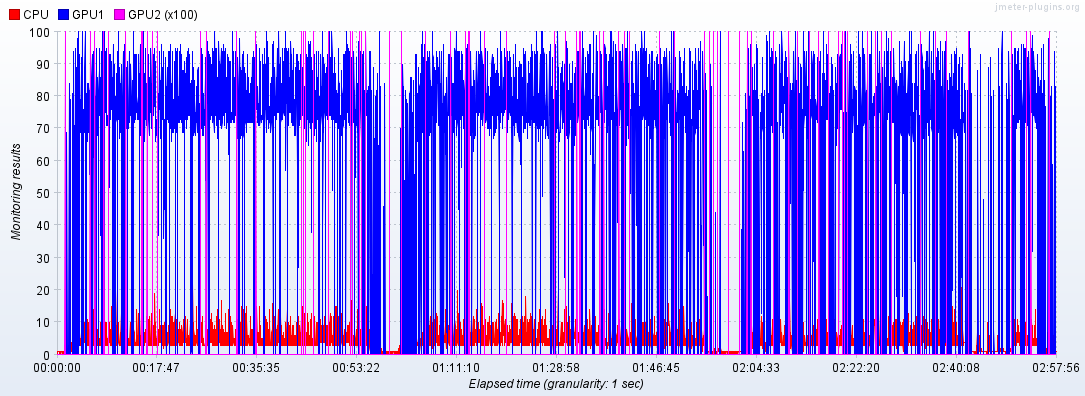 CPU GPU1 GPU2 (x100)
jmeter-plugins.org
100
90
80
70
60
50
40
30
20
10
0
Monitoring results
00:00:00 00:17:47 00:35:35 00:53:22 01:11:10 01:28:58 01:46:45 02:04:33 02:22:20 02:40:08 02:57:56
Elapsed time (granularity: 1 sec)